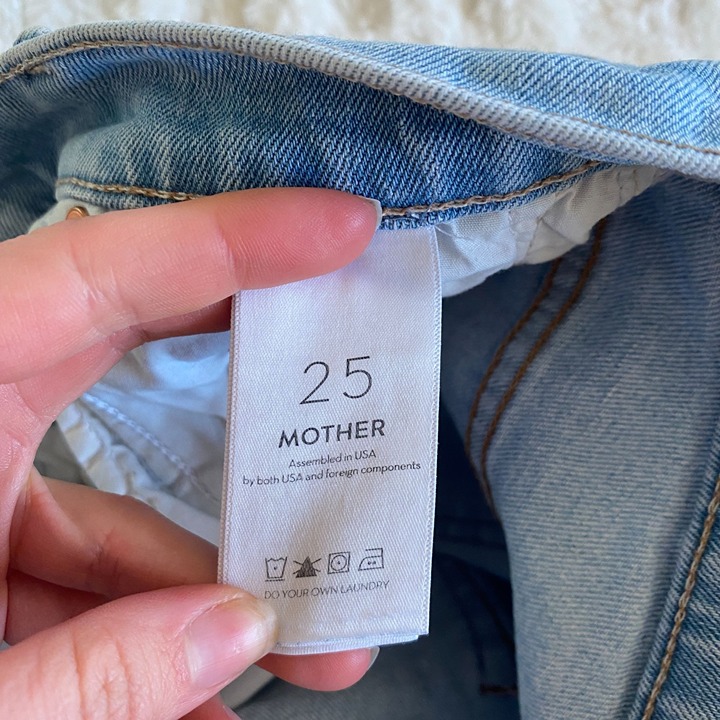 25
MOTHER
Assembled in USA
by both USA and foreign components
DO YOUR OWN LAUNDRY